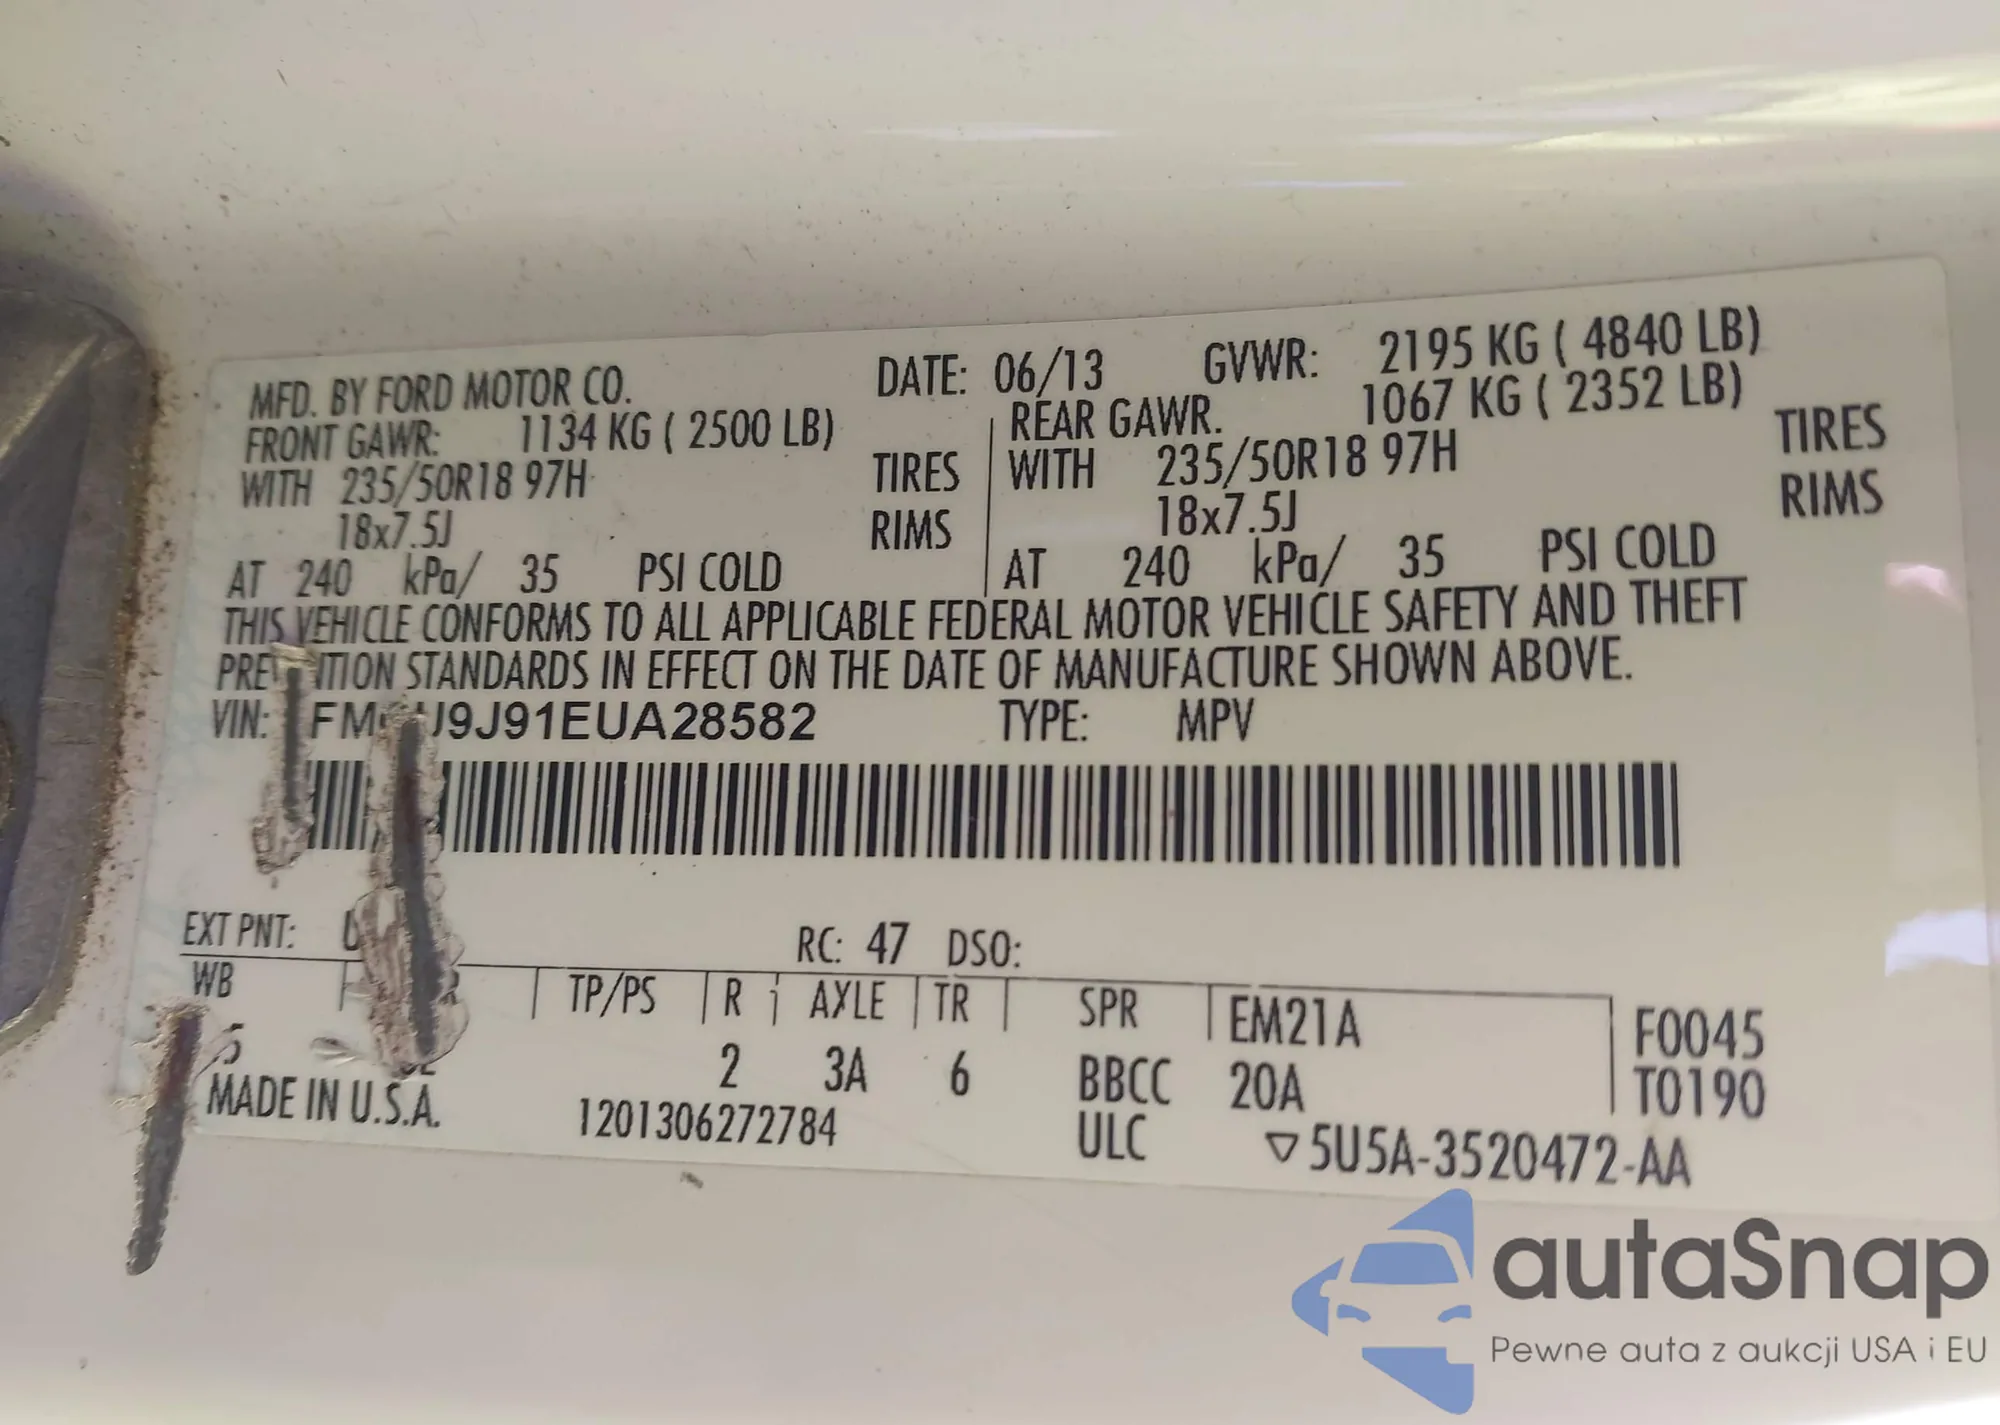 MFD. BY FORD MOTOR CO. DATE: 06/13 GVWR: 2195 KG ( 4840 LB)
FRONT GAWR: 1134 KG ( 2500 LB) REAR GAWR. 1067 KG ( 2352 LB)
WITH 235/50R18 97H TIRES WITH 235/50R18 97H TIRES
18x7.5J RIMS 18x7.5J RIMS
AT 240 kPa/ 35 PSI COLD AT 240 kPa/ 35 PSI COLD
THIS VEHICLE CONFORMS TO ALL APPLICABLE FEDERAL MOTOR VEHICLE SAFETY AND THEFT
STANDARDS IN EFFECT ON THE DATE OF MANUFACTURE SHOWN ABOVE.
VIN: TYPE: MPV
EXT PNT: RC: 47 DSO:
WB TP/PS R AXLE TR SPR EM21A F0045
2 3A 6 BBCC 20A T0190
MADE IN U.S.A. 1201306272784 ULC ▽5U5A-3520472-AA
autaSnap
Pewne auta z aukcji USA i EU